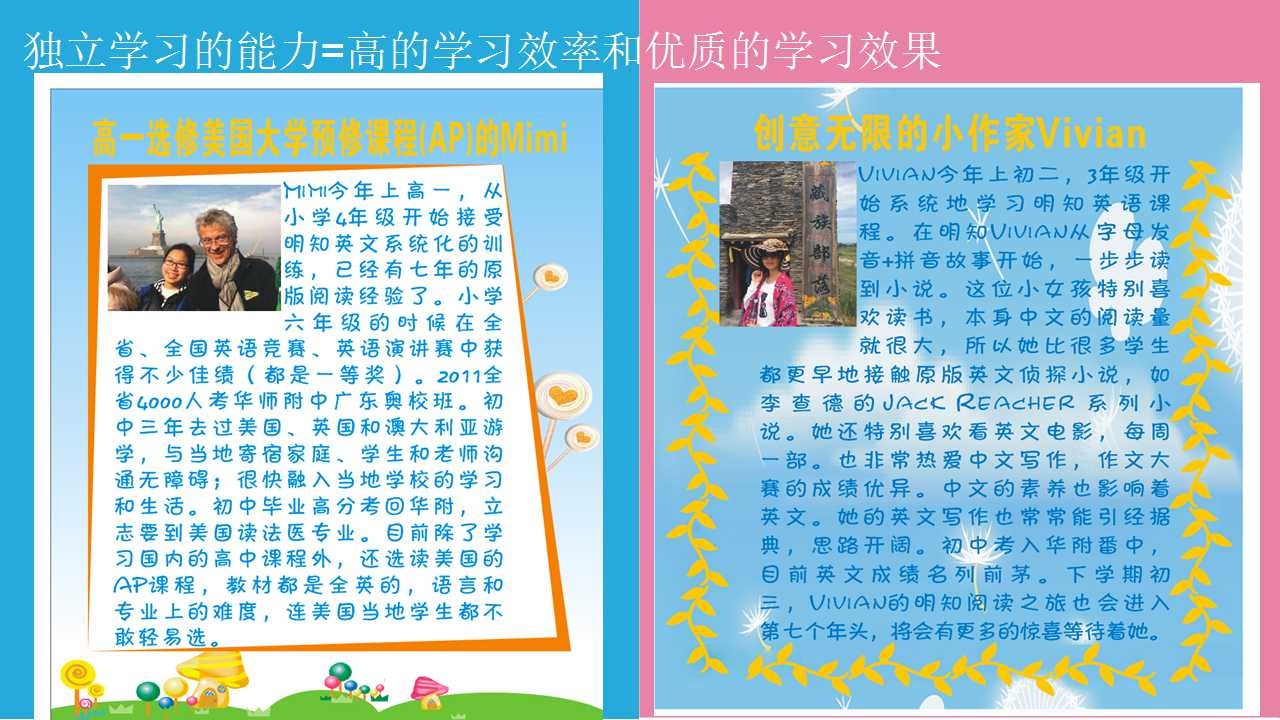 独立学习的能力=高的学习效率和优质的学习效果
高一选修美国大学预修课程(AP)的Mimi
MiMi今年上高一，从
小学4年级开始接受
明知英文系统化的训
练，已经有七年的原
版阅读经验了。小学
六年级的时候在全
省、全国英语竞赛、英语演讲赛中获
得不少佳绩（都是一等奖）。2011全
省4000人考华师附中广东奥校班。初
中三年去过美国、英国和澳大利亚游
学，与当地寄宿家庭、学生和老师沟
通无障碍；很快融入当地学校的学习
和生活。初中毕业高分考回华附，立
志要到美国读法医专业。目前除了学
习国内的高中课程外，还选读美国的
AP课程，教材都是全英的，语言和
专业上的难度，连美国当地学生都不
敢轻易选。
创意无限的小作家Vivian
藏族部落
VIVIAN今年上初二，3年级开
始系统地学习明知英语课
程。在明知VIVIAN从字母发
音+拼音故事开始，一步步读
到小说。这位小女孩特别喜
欢读书，本身中文的阅读量
就很大，所以她比很多学生
都更早地接触原版英文侦探小说，如
李查德的JACK REACHER系列小
说。她还特别喜欢看英文电影，每周
一部。也非常热爱中文写作，作文大
赛的成绩优异。中文的素养也影响着
英文。她的英文写作也常常能引经据
典，思路开阔。初中考入华附番中，
目前英文成绩名列前茅。下学期初
三，VIVIAN的明知阅读之旅也会进入
第七个年头，将会有更多的惊喜等待着她。